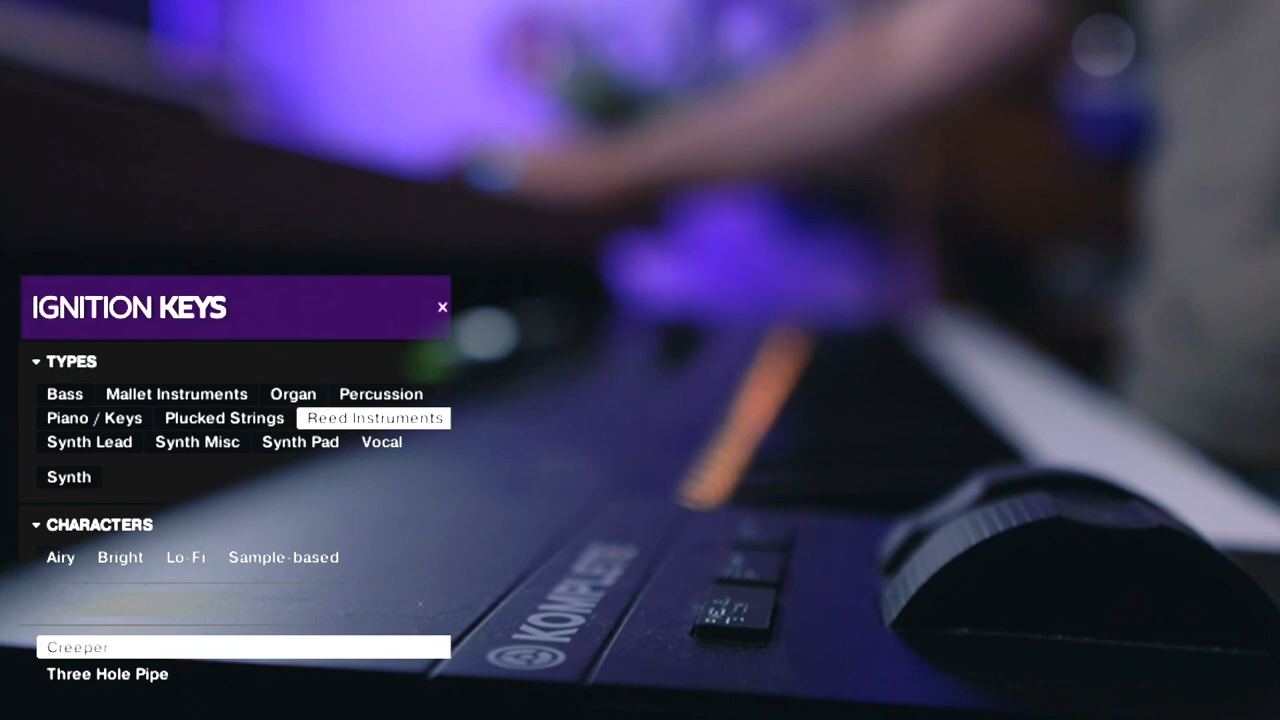 IGNITION KEYS x
TYPES
Bass Mallet Instruments Organ Percussion
Piano / Keys Plucked Strings Reed Instruments
Synth Lead Synth Misc Synth Pad Vocal
Synth
CHARACTERS
Airy Bright Lo-Fi Sample-based
Creeper
Three Hole Pipe
KOMPLETE